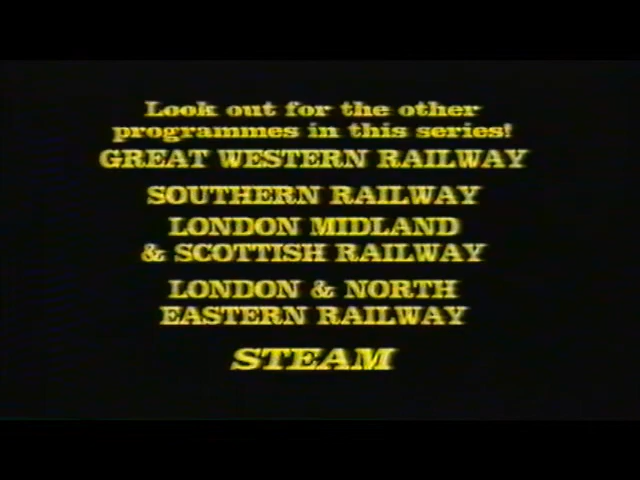 Look out for the other
programmes in this series!
GREAT WESTERN RAILWAY
SOUTHERN RAILWAY
LONDON MIDLAND
& SCOTTISH RAILWAY
LONDON & NORTH
EASTERN RAILWAY
STEAM